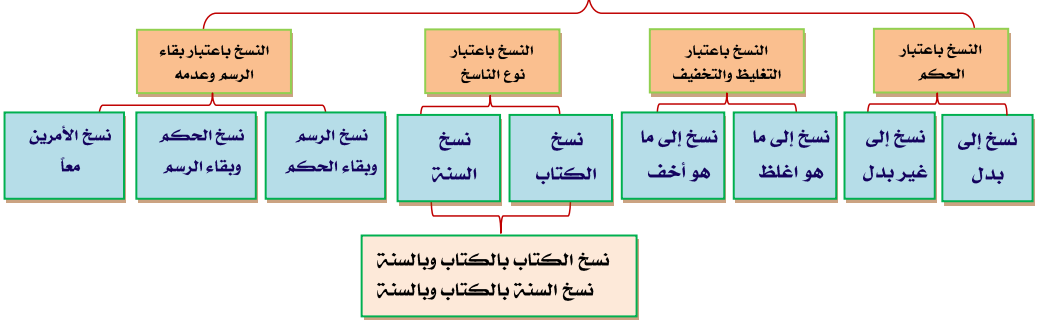 النسخ باعتبار
الحكم
النسخ باعتبار
التغليظ والتخفيف
النسخ باعتبار
نوع الناسخ
النسخ باعتبار بقاء
الرسم وعدمه
نسخ إلى
بدل
نسخ إلى
غير بدل
نسخ إلى ما
هو اغلظ
نسخ إلى ما
هو أخف
نسخ
الكتاب
نسخ
السنة
نسخ الرسم
وبقاء الحكم
نسخ الحكم
وبقاء الرسم
نسخ الأمرين
معاً
نسخ الكتاب بالكتاب وبالسنة
نسخ السنة بالكتاب وبالسنة